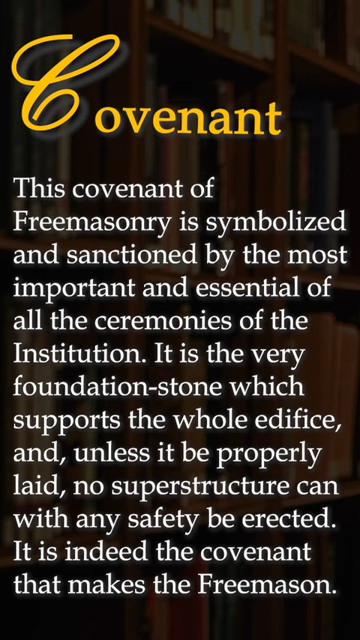 Covenant
This covenant of
Freemasonry is symbolized
and sanctioned by the most
important and essential of
all the ceremonies of the
Institution. It is the very
foundation-stone which
supports the whole edifice,
and, unless it be properly
laid, no superstructure can
with any safety be erected.
It is indeed the covenant
that makes the Freemason.